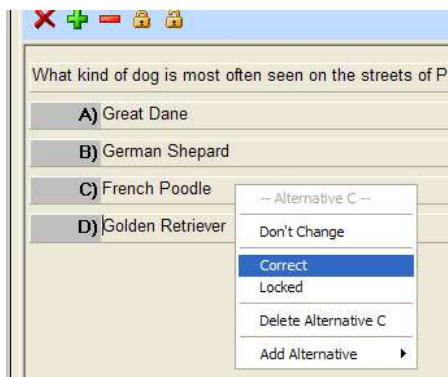 What kind of dog is most often seen on the streets of P
A) Great Dane
B) German Shepard
C) French Poodle
D) Golden Retriever
-- Alternative C --
Don't Change
Correct
Locked
Delete Alternative C
Add Alternative